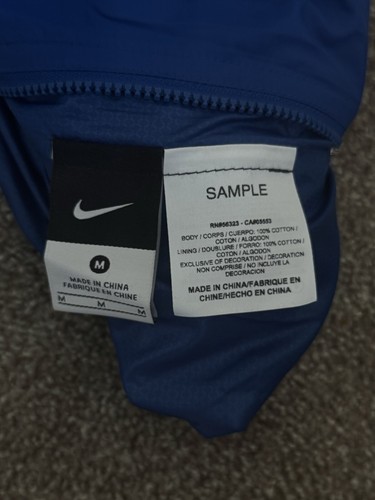 M
MADE IN CHINA
FABRIQUE EN CHINE
M M M
SAMPLE
RN#56323 - CA#05553
BODY / CORPS / CUERPO: 100% COTTON /
COTON / ALGODON
LINING / DOUBLURE / FORRO: 100% COTTON /
COTON / ALGODON
EXCLUSIVE OF DECORATION / DECORATION
NON COMPRISE / NO INCLUYE LA
DECORACION
MADE IN CHINA/FABRIQUE EN
CHINE/HECHO EN CHINA.